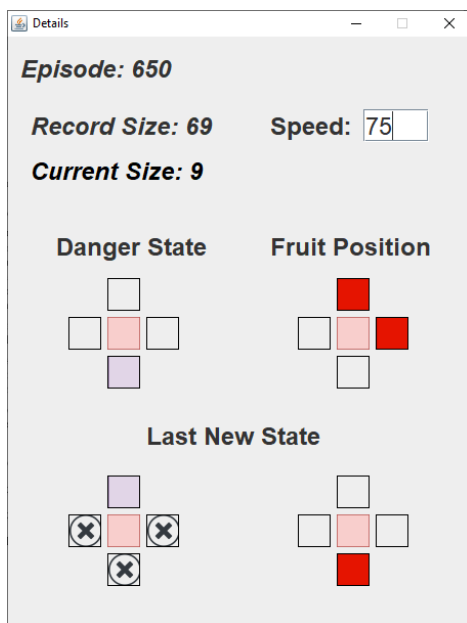 Details
Episode: 650
Record Size: 69 Speed: 75
Current Size: 9
Danger State Fruit Position
Last New State